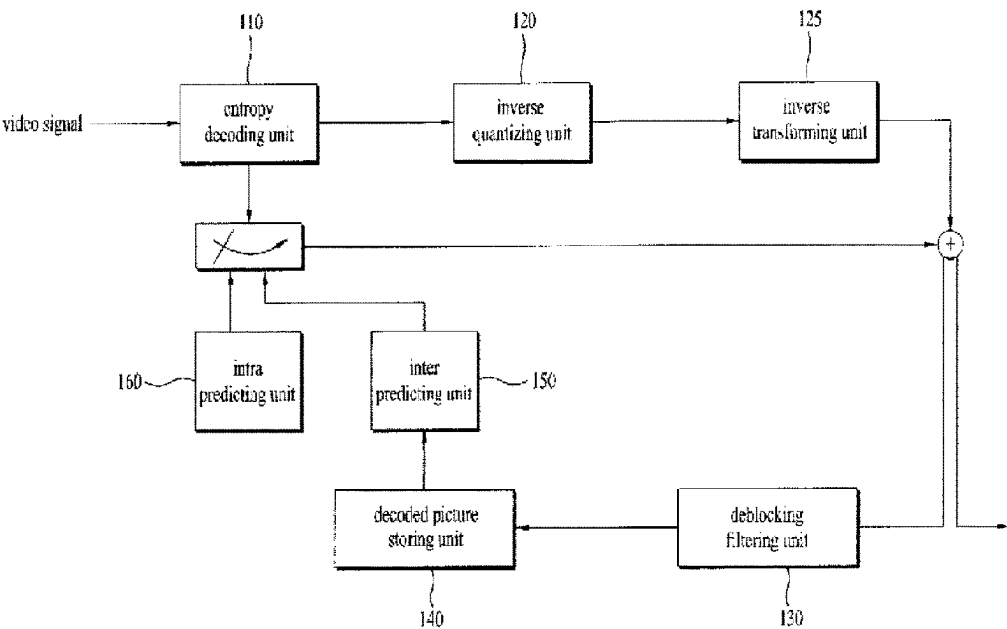 110
120
125
video signal
entropy
decoding unit
inverse
quantizing unit
inverse
transforming unit
+
160
intra
predicting unit
inter
predicting unit
150
decoded picture
storing unit
deblocking
filtering unit
140
130